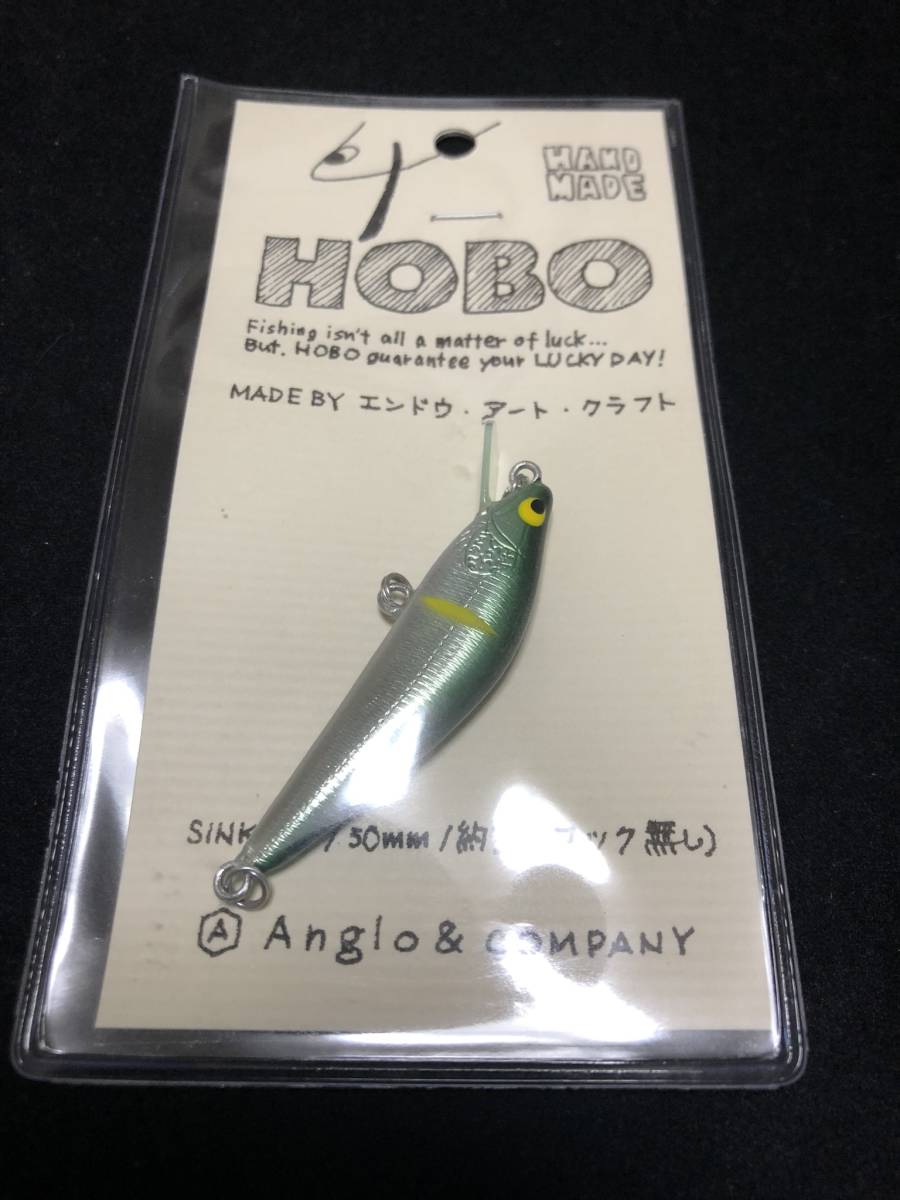 HAND
MADE
HOBO
Fishing isn't all a matter of luck...
But. HOBO guarantee your LUCKY DAY!
MADE BY エンドウ・アート・クラフト
50mm / 約 フック無し)
A Anglo & COMPANY